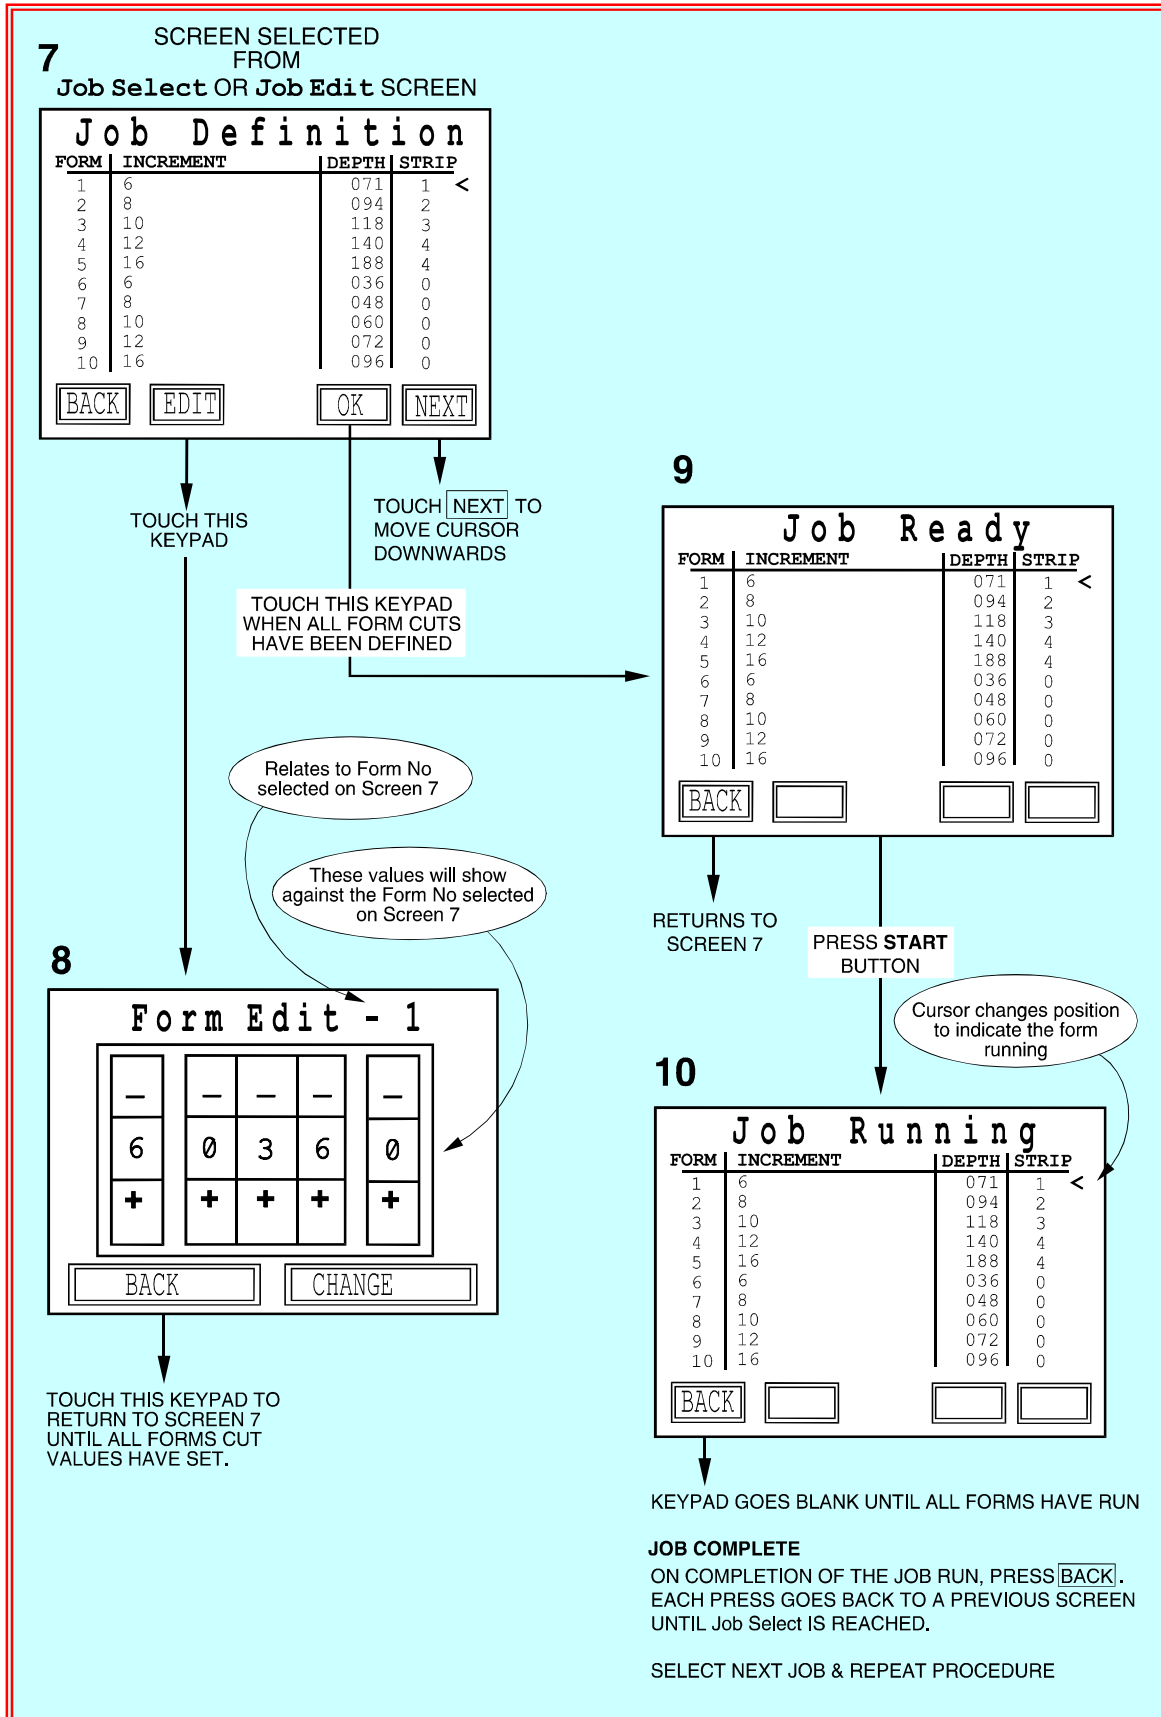 7
SCREEN SELECTED
FROM
Job Select OR Job Edit SCREEN
Job Definition
FORM INCREMENT DEPTH STRIP
1 6 071 1 <
2 8 094 2
3 10 118 3
4 12 140 4
5 16 188 4
6 6 036 0
7 8 048 0
8 10 060 0
9 12 072 0
10 16 096 0
BACK EDIT OK NEXT
TOUCH THIS
KEYPAD
TOUCH NEXT TO
MOVE CURSOR
DOWNWARDS
TOUCH THIS KEYPAD
WHEN ALL FORM CUTS
HAVE BEEN DEFINED
9
Job Ready
FORM INCREMENT DEPTH STRIP
1 6 071 1 <
2 8 094 2
3 10 118 3
4 12 140 4
5 16 188 4
6 6 036 0
7 8 048 0
8 10 060 0
9 12 072 0
10 16 096 0
BACK
RETURNS TO
SCREEN 7
PRESS START
BUTTON
Relates to Form No
selected on Screen 7
These values will show
against the Form No selected
on Screen 7
8
Form Edit - 1
– – – – –
6 0 3 6 0
+ + + + +
BACK CHANGE
TOUCH THIS KEYPAD TO
RETURN TO SCREEN 7
UNTIL ALL FORMS CUT
VALUES HAVE SET.
Cursor changes position
to indicate the form
running
10
Job Running
FORM INCREMENT DEPTH STRIP
1 6 071 1 <
2 8 094 2
3 10 118 3
4 12 140 4
5 16 188 4
6 6 036 0
7 8 048 0
8 10 060 0
9 12 072 0
10 16 096 0
BACK
KEYPAD GOES BLANK UNTIL ALL FORMS HAVE RUN
JOB COMPLETE
ON COMPLETION OF THE JOB RUN, PRESS BACK.
EACH PRESS GOES BACK TO A PREVIOUS SCREEN
UNTIL Job Select IS REACHED.
SELECT NEXT JOB & REPEAT PROCEDURE